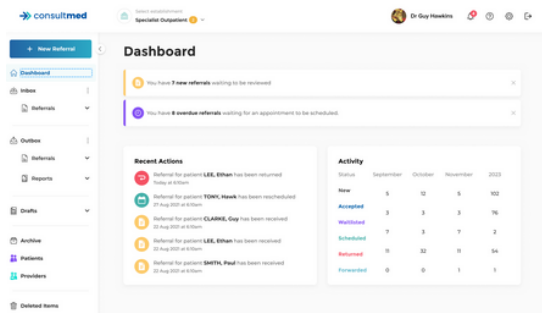 consultmed
Select establishment
Specialist Outpatient
Dr Guy Hawkins
+ New Referral
Dashboard
Inbox
Referrals
Outbox
Referrals
Reports
Drafts
Archive
Patients
Providers
Deleted Items
Dashboard
You have 7 new referrals waiting to be reviewed
You have 8 overdue referrals waiting for an appointment to be scheduled.
Recent Actions
Referral for patient LEE, Ethan has been returned
Today at 6:10am
Referral for patient TONY, Hawk has been rescheduled
27 Aug 2021 at 6:10am
Referral for patient CLARKE, Guy has been received
22 Aug 2021 at 6:10am
Referral for patient LEE, Ethan has been received
22 Aug 2021 at 6:10am
Referral for patient SMITH, Paul has been received
22 Aug 2021 at 6:10am
Activity
Status September October November 2023
New 5 12 5 102
Accepted 3 3 3 76
Waitlisted 7 3 7 2
Scheduled
Returned 11 32 11 54
Forwarded 0 0 1 1